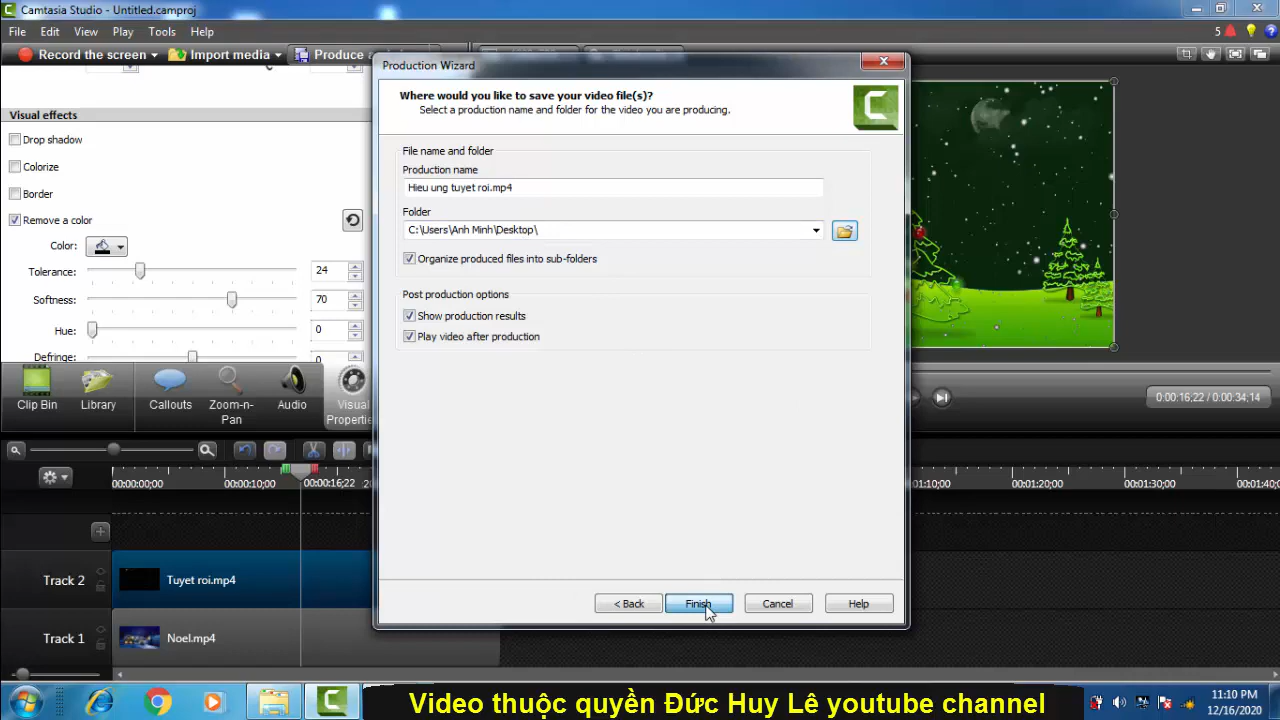 Camtasia Studio - Untitled.camproj
File Edit View Play Tools Help
5
Record the screen Import media Produce a
Visual effects
Drop shadow
Colorize
Border
Remove a color
Color:
Tolerance: 24
Softness: 70
Hue: 0
Defringe: 0
Clip Bin
Library
Callouts
Zoom-n-
Pan
Audio
Visual
Properti
Production Wizard
Where would you like to save your video file(s)?
Select a production name and folder for the video you are producing.
File name and folder
Production name
Hieu ung tuyet roi.mp4
Folder
C:\Users\Anh Minh\Desktop\
Organize produced files into sub-folders
Post production options
Show production results
Play video after production
< Back Finish Cancel Help
0:00:16;22 / 0:00:34;14
00:00:00;00 00:00:10;00 00:00:16;22 :10;00 00:01:20;00 00:01:30;00 00:01:40;
Track 2 Tuyet roi.mp4
Track 1 Noel.mp4
Video thuộc quyền Đức Huy Lê youtube channel
11:10 PM
12/16/2020